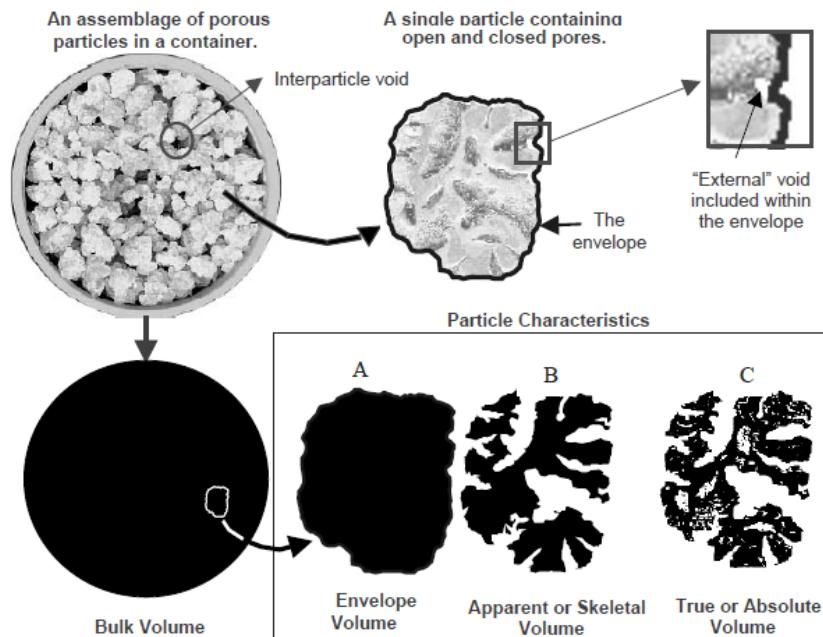 An assemblage of porous
particles in a container.
A single particle containing
open and closed pores.
Interparticle void
"External" void
included within
the envelope
The
envelope
Particle Characteristics
A
B
C
Bulk Volume
Envelope
Volume
Apparent or Skeletal
Volume
True or Absolute
Volume